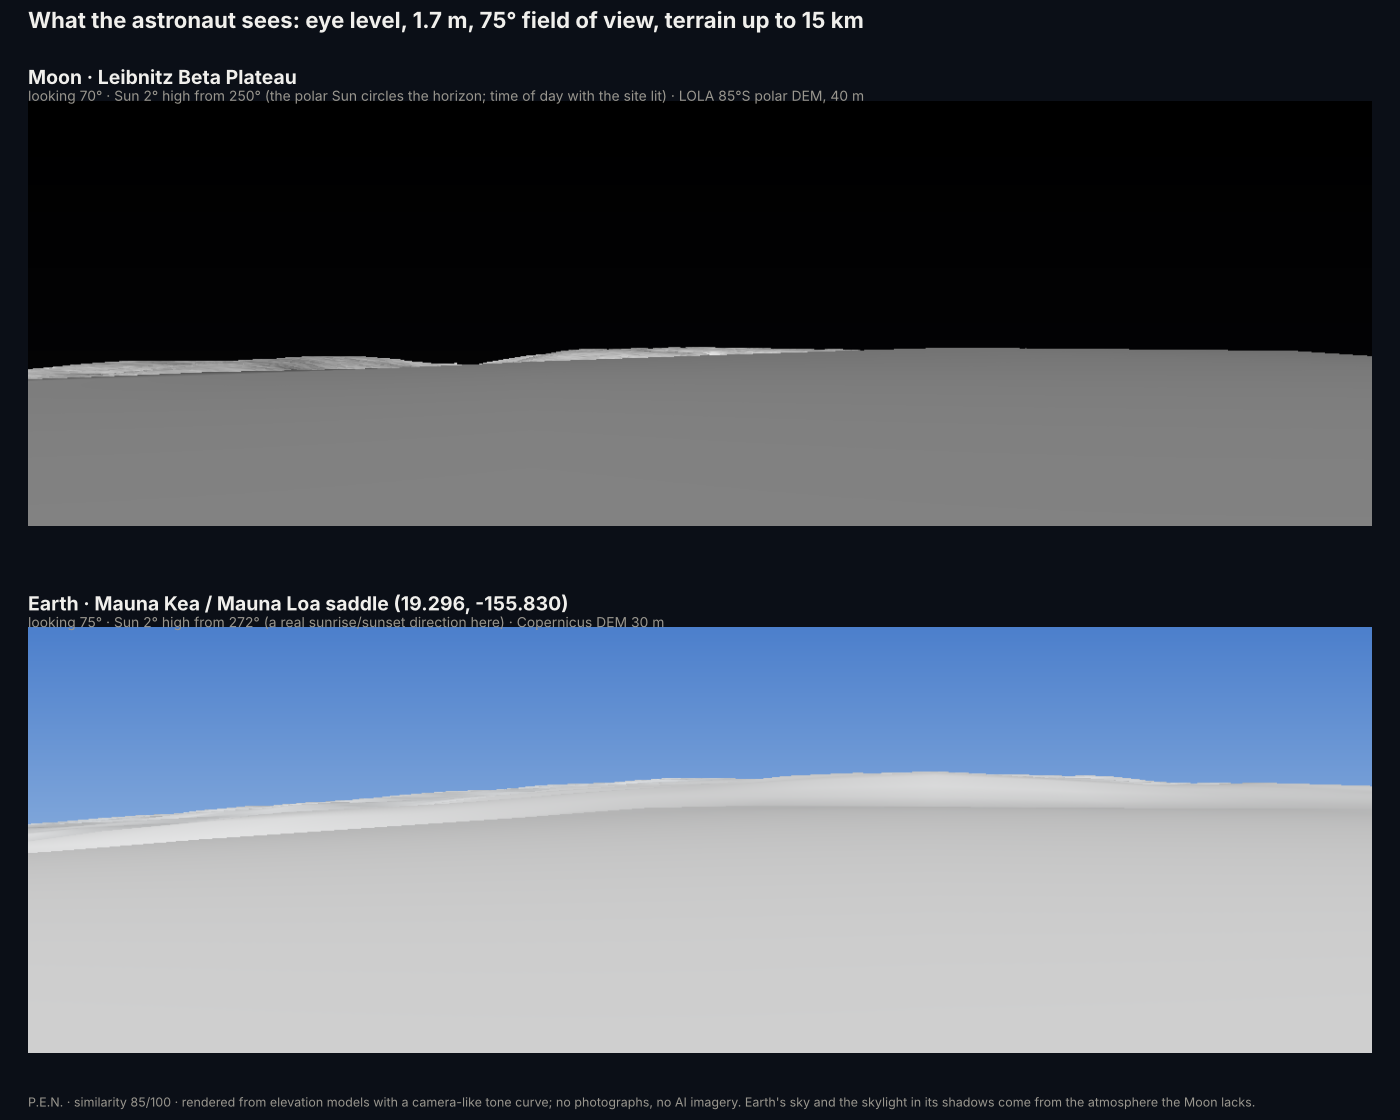 What the astronaut sees: eye level, 1.7 m, 75° field of view, terrain up to 15 km
Moon · Leibnitz Beta Plateau
looking 70° · Sun 2° high from 250° (the polar Sun circles the horizon; time of day with the site lit) · LOLA 85°S polar DEM, 40 m
Earth · Mauna Kea / Mauna Loa saddle (19.296, -155.830)
looking 75° · Sun 2° high from 272° (a real sunrise/sunset direction here) · Copernicus DEM 30 m
P.E.N. · similarity 85/100 · rendered from elevation models with a camera-like tone curve; no photographs, no AI imagery. Earth's sky and the skylight in its shadows come from the atmosphere the Moon lacks.